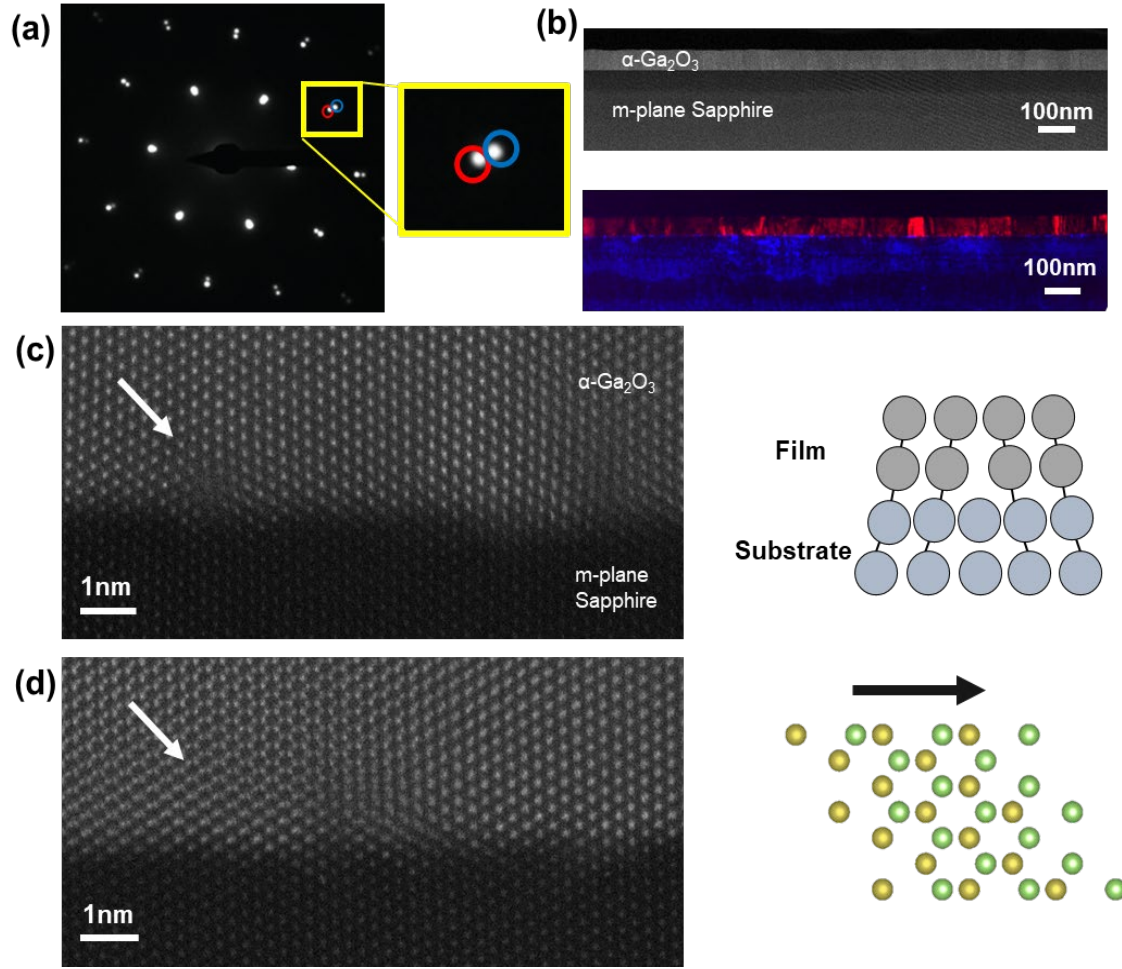 (a)
(b)
α-Ga₂O₃
m-plane Sapphire
100nm
100nm
(c)
α-Ga₂O₃
m-plane
Sapphire
1nm
Film
Substrate
(d)
1nm